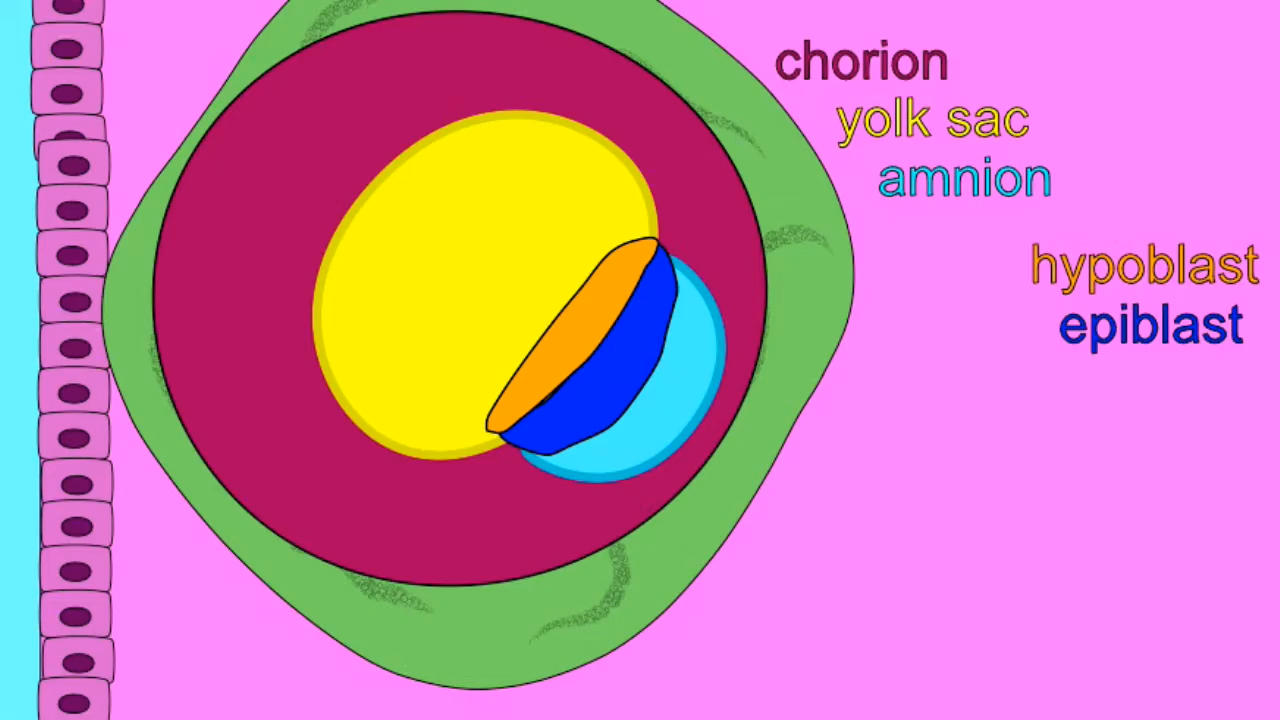 chorion
yolk sac
amnion
hypoblast
epiblast